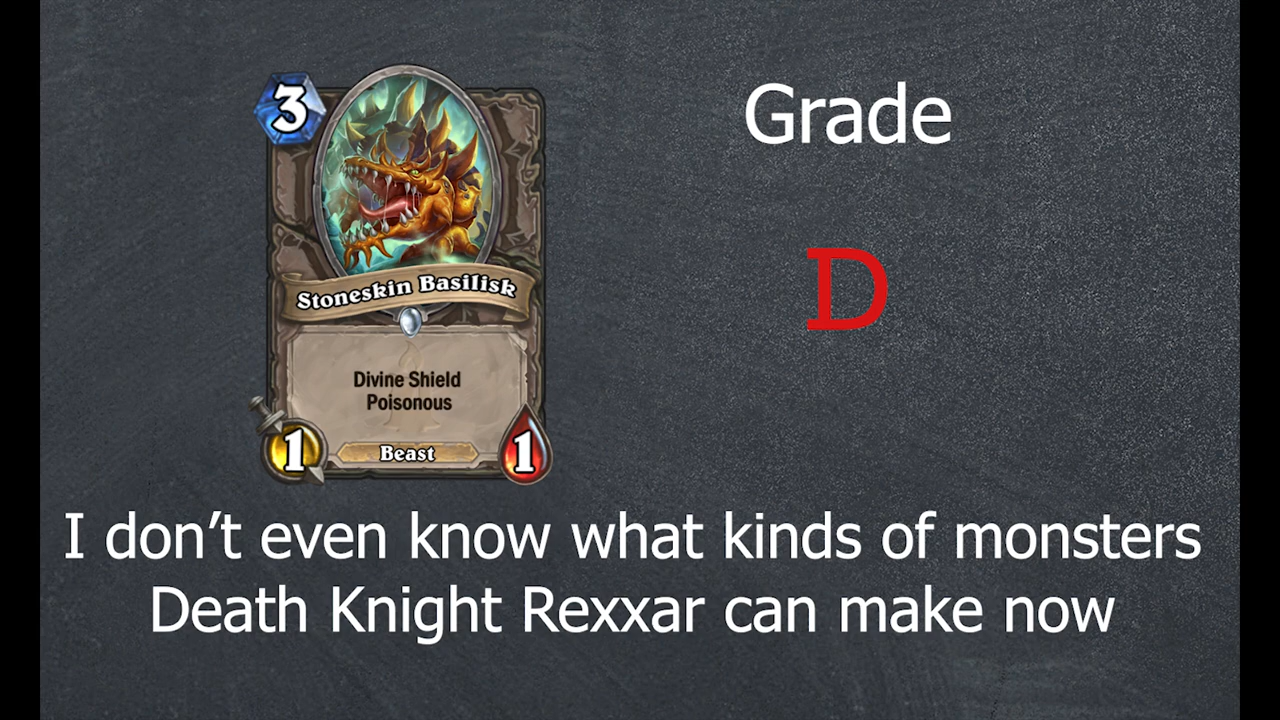 Grade
3
D
Stoneskin Basilisk
Divine Shield
Poisonous
1
Beast
1
I don't even know what kinds of monsters
Death Knight Rexxar can make now